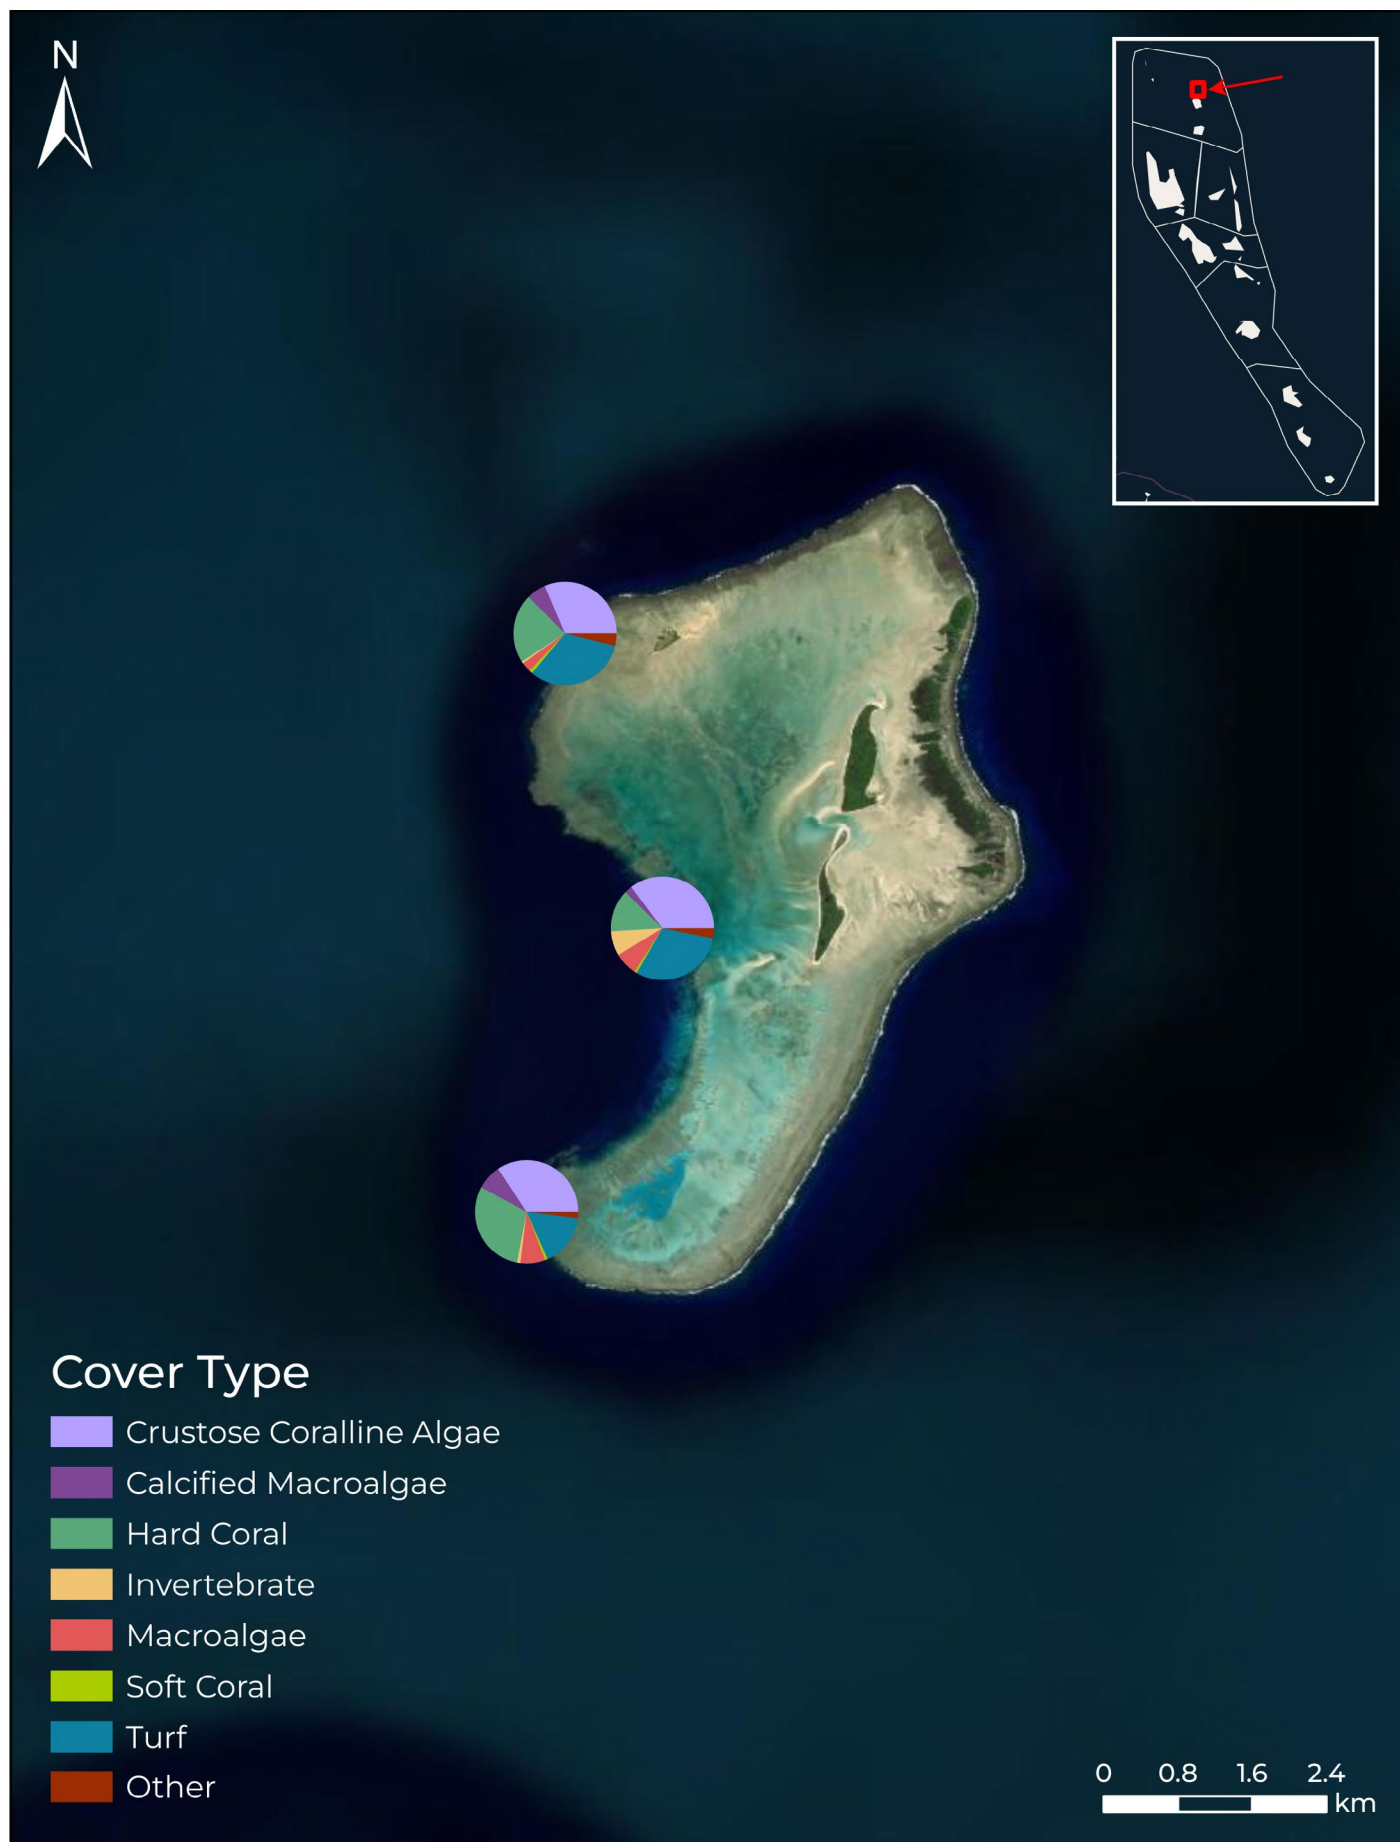 N
Cover Type
Crustose Coralline Algae
Calcified Macroalgae
Hard Coral
Invertebrate
Macroalgae
Soft Coral
Turf
Other
0 0.8 1.6 2.4
km